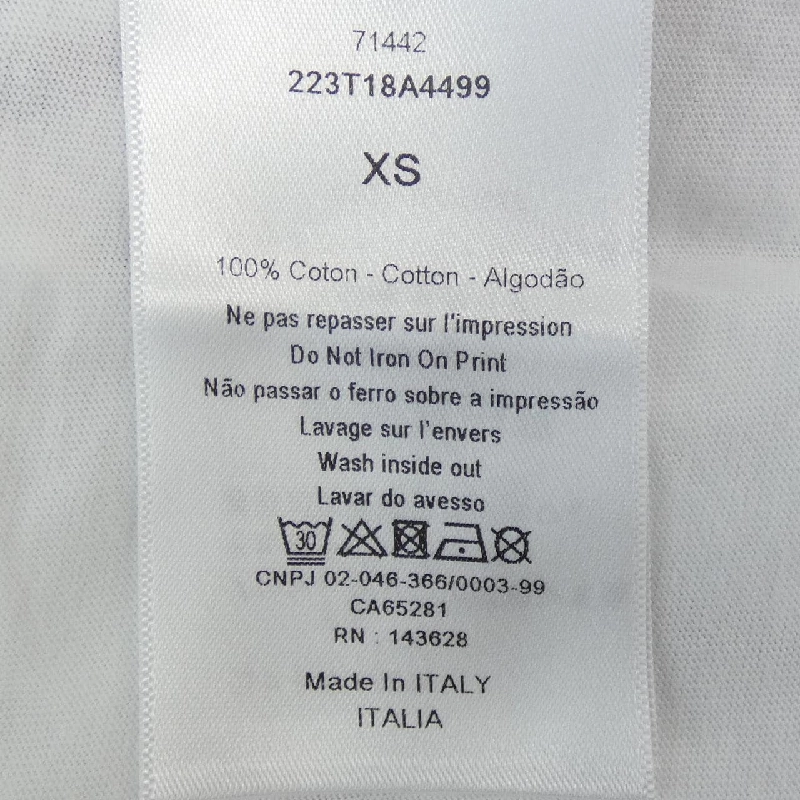 71442
223T18A4499
XS
100% Coton - Cotton - Algodão
Ne pas repasser sur l'impression
Do Not Iron On Print
Não passar o ferro sobre a impressão
Lavage sur l'envers
Wash inside out
Lavar do avesso
30
CNPJ 02-046-366/0003-99
CA65281
RN : 143628
Made In ITALY
ITALIA